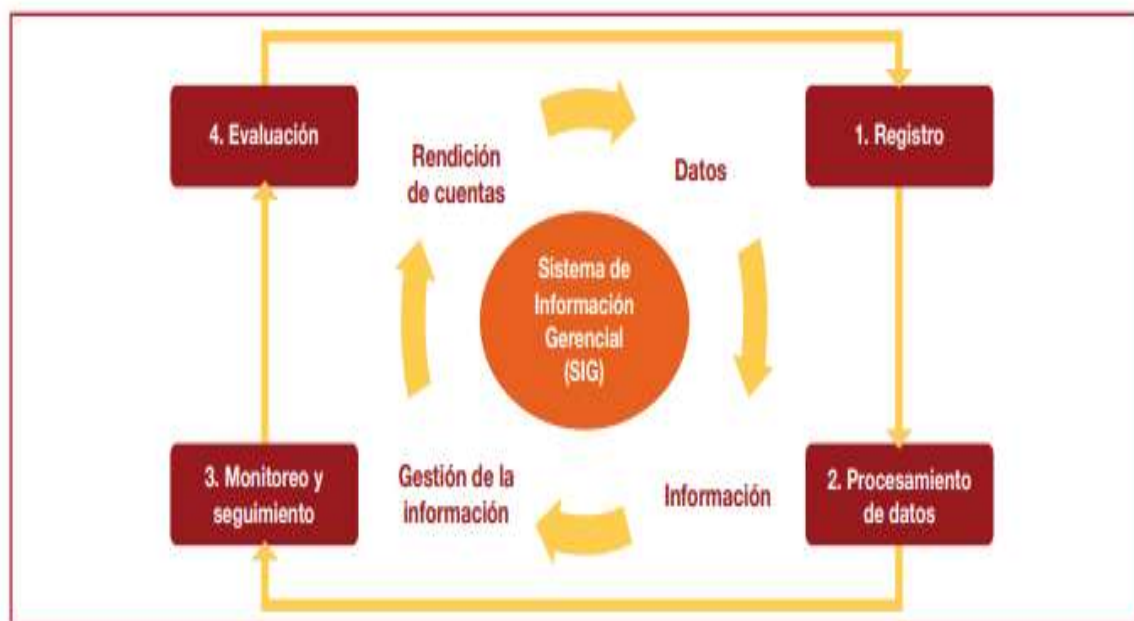 4. Evaluación
1. Registro
Rendición
de cuentas
Datos
Sistema de
Información
Gerencial
(SIG)
3. Monitoreo y
seguimiento
Gestión de la
información
Información
2. Procesamiento
de datos